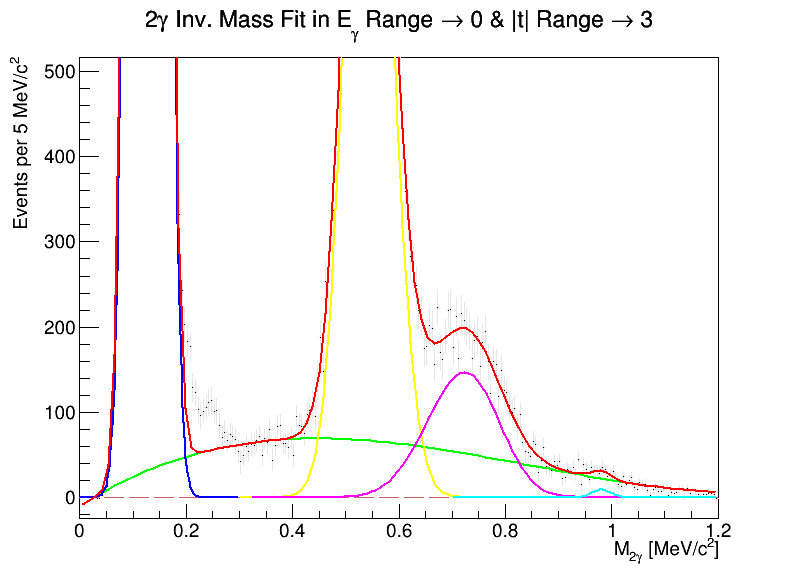 2γ Inv. Mass Fit in Eγ Range → 0 & |t| Range → 3
Events per 5 MeV/c²
500
400
300
200
100
0
0 0.2 0.4 0.6 0.8 1 1.2
M2γ [MeV/c²]